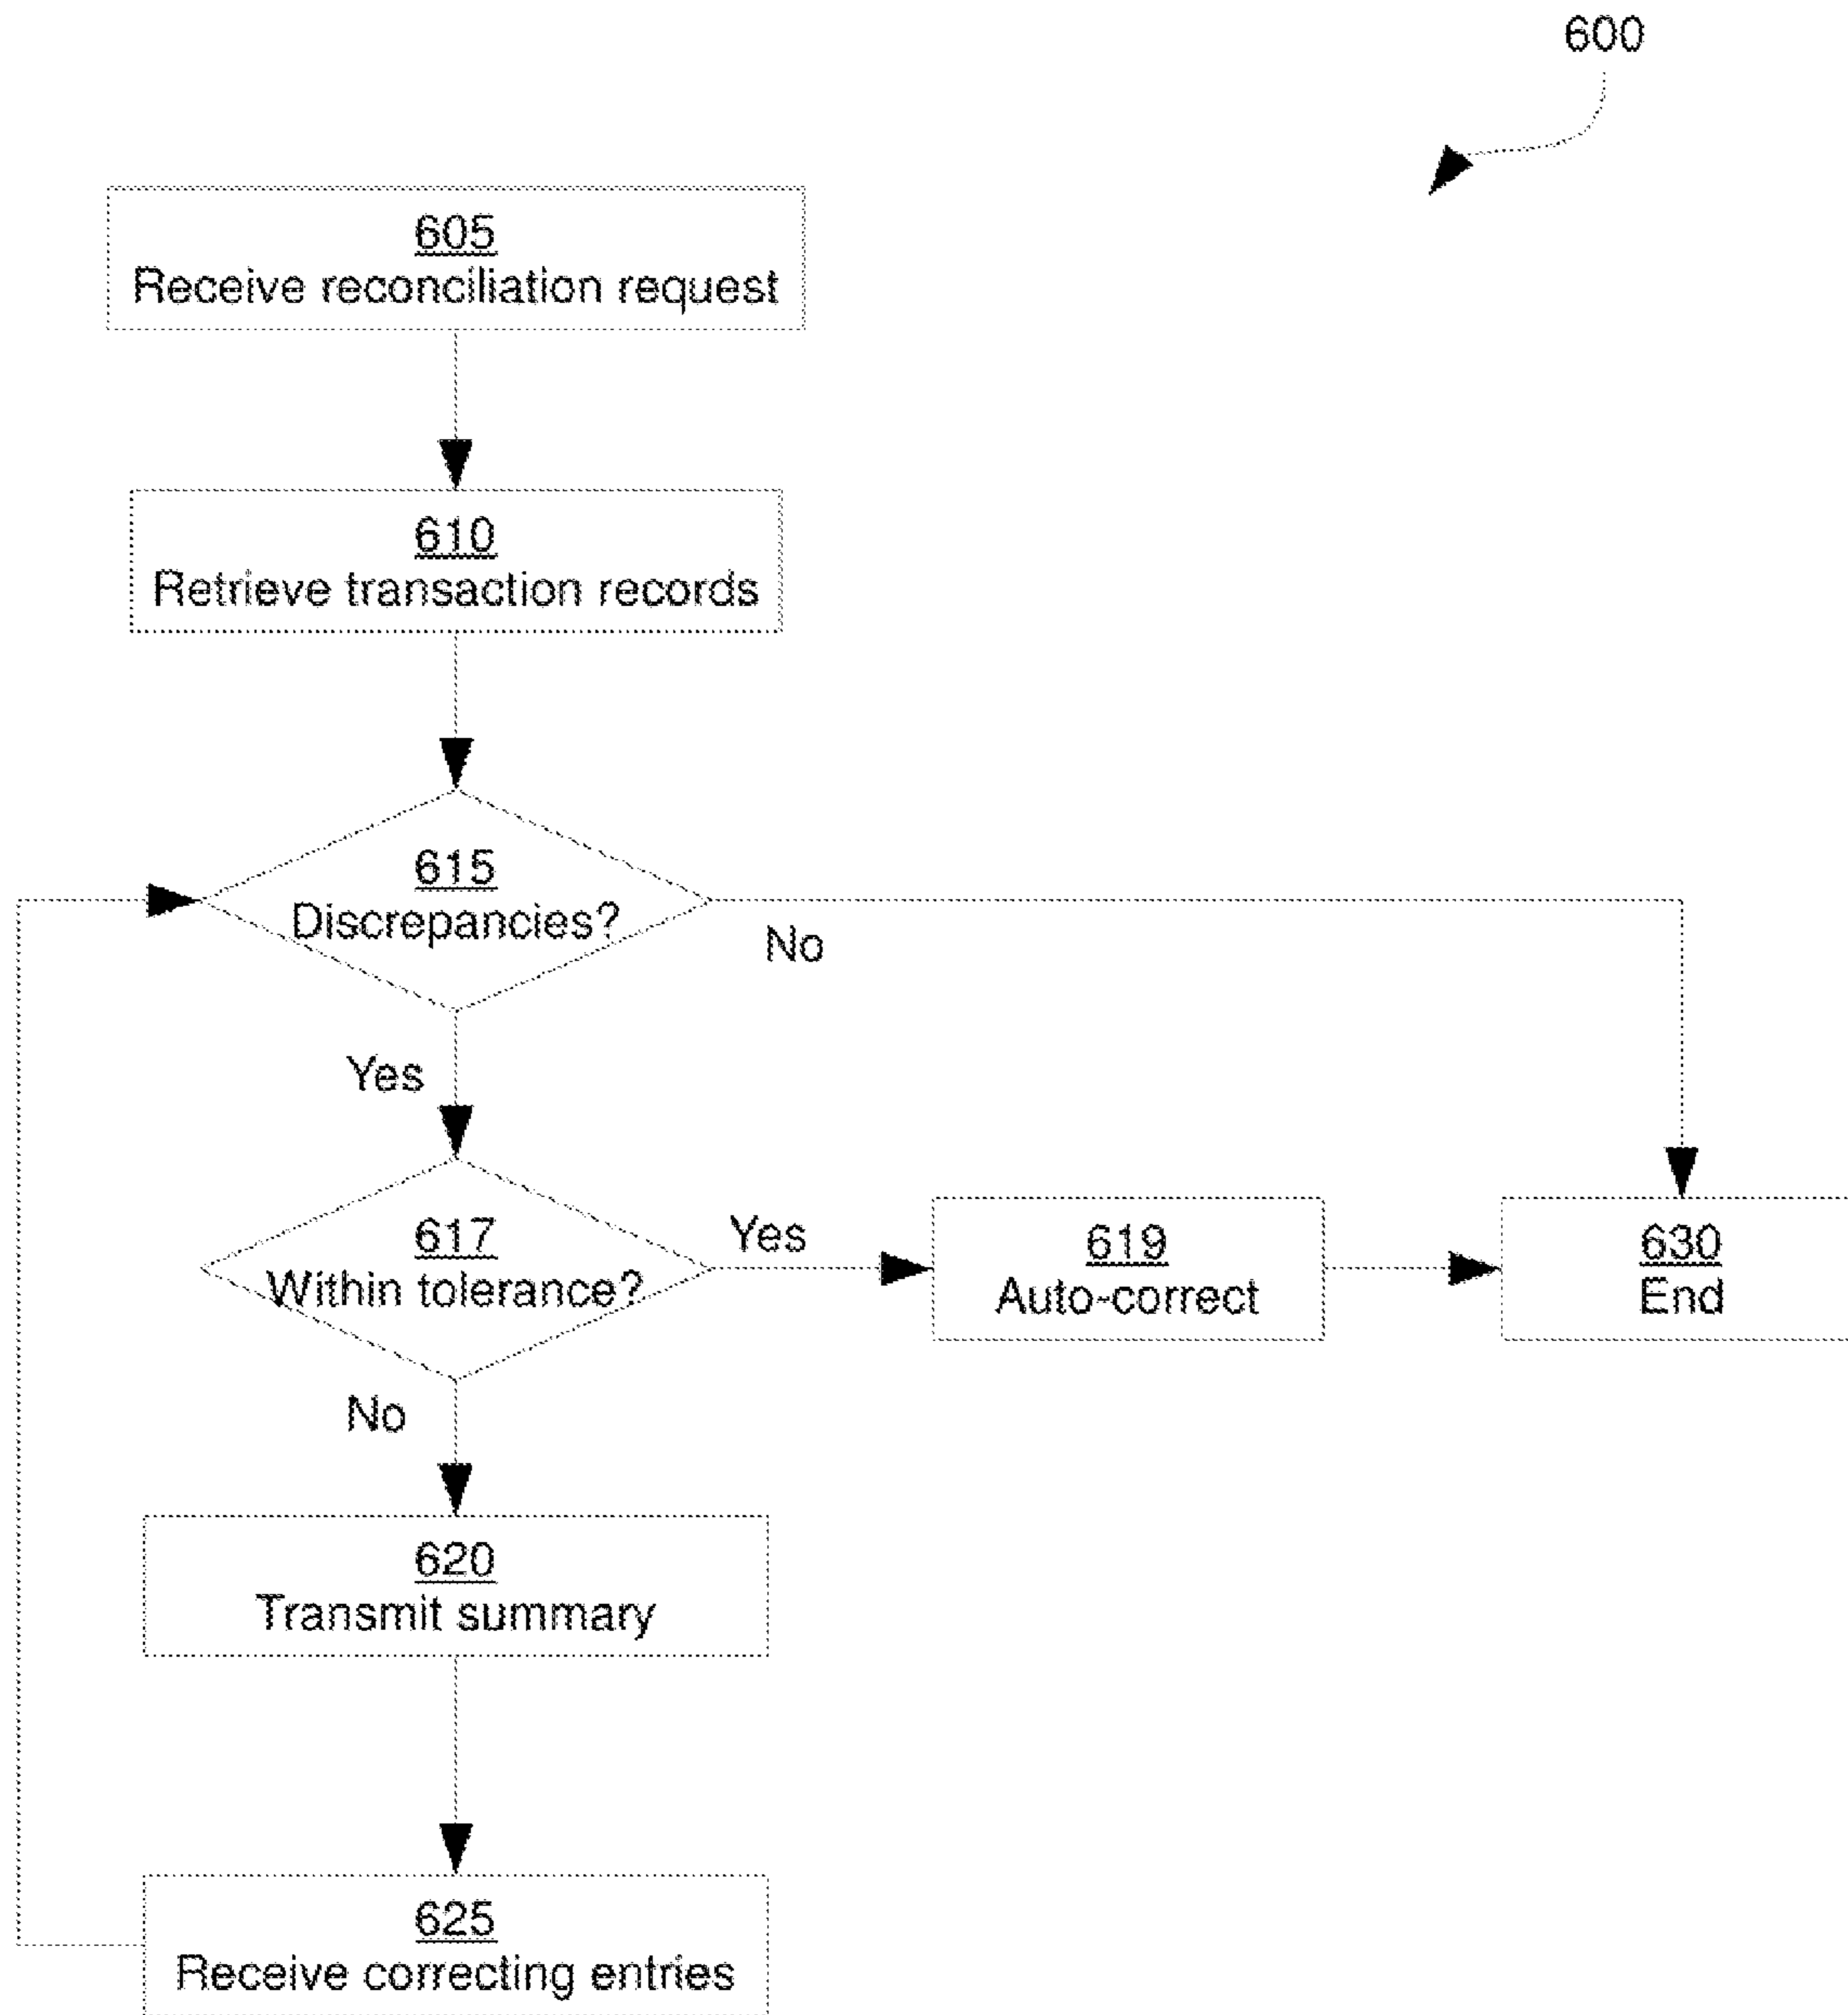 600
605
Receive reconciliation request
610
Retrieve transaction records
615
Discrepancies?
No
Yes
617
Within tolerance?
Yes
619
Auto-correct
630
End
No
620
Transmit summary
625
Receive correcting entries